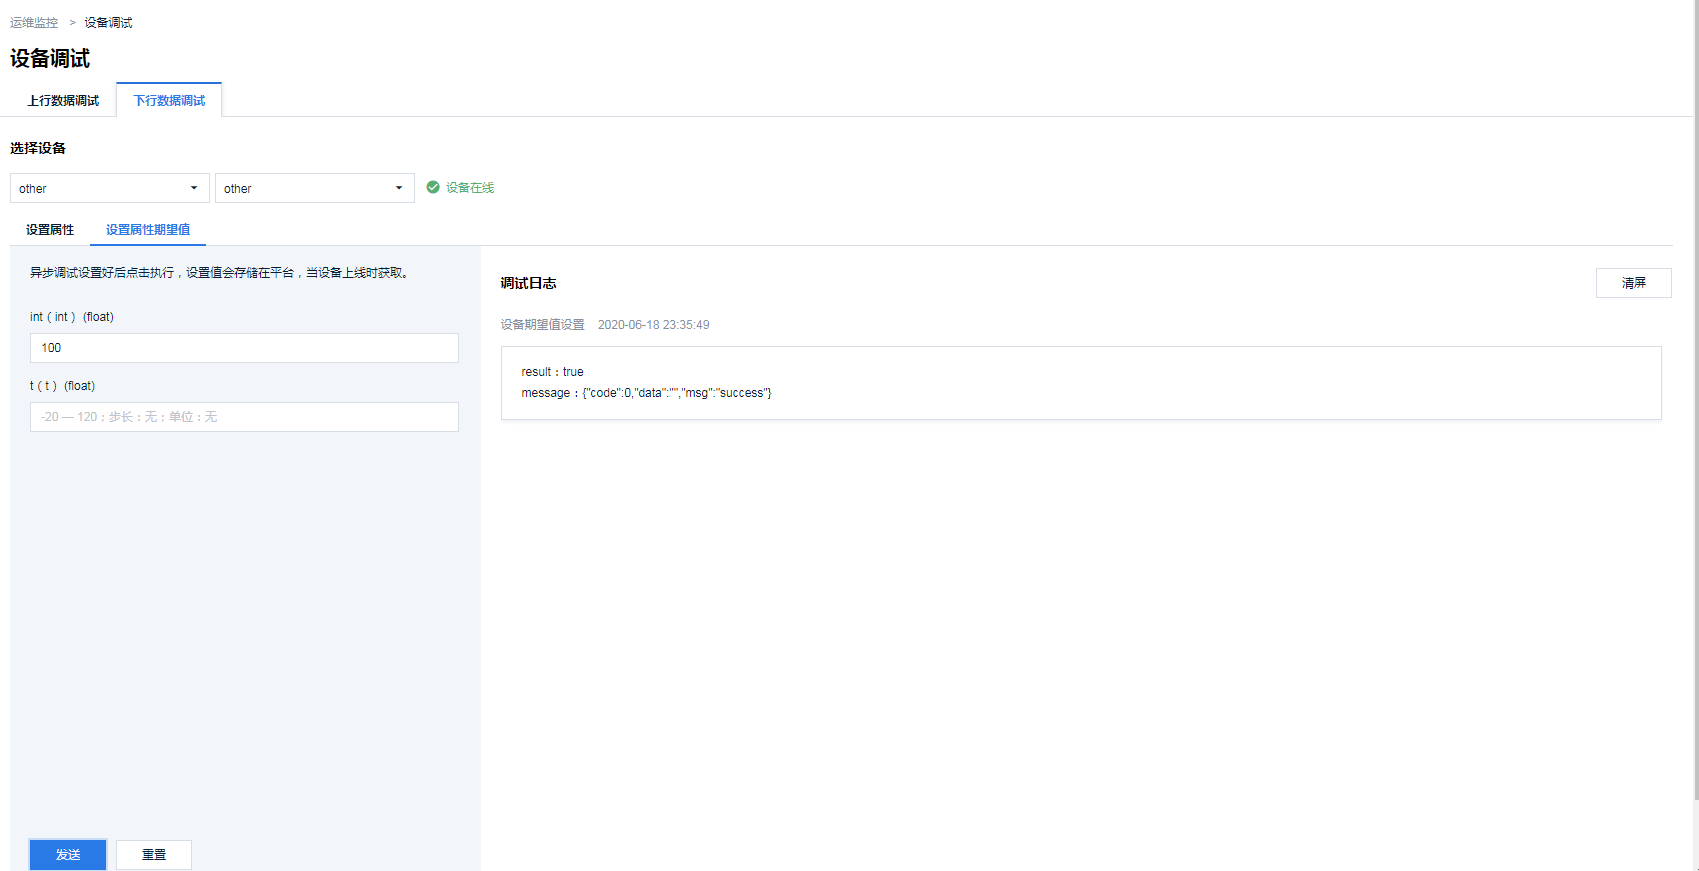 运维监控 > 设备调试
设备调试
上行数据调试 下行数据调试
选择设备
other other 设备在线
设置属性 设置属性期望值
异步调试设置好后点击执行，设置值会存储在平台，当设备上线时获取。
int ( int ) (float)
100
t ( t ) (float)
-20 — 120；步长：无；单位：无
发送 重置
调试日志 清屏
设备期望值设置 2020-06-18 23:35:49
result：true
message：{"code":0,"data":"","msg":"success"}